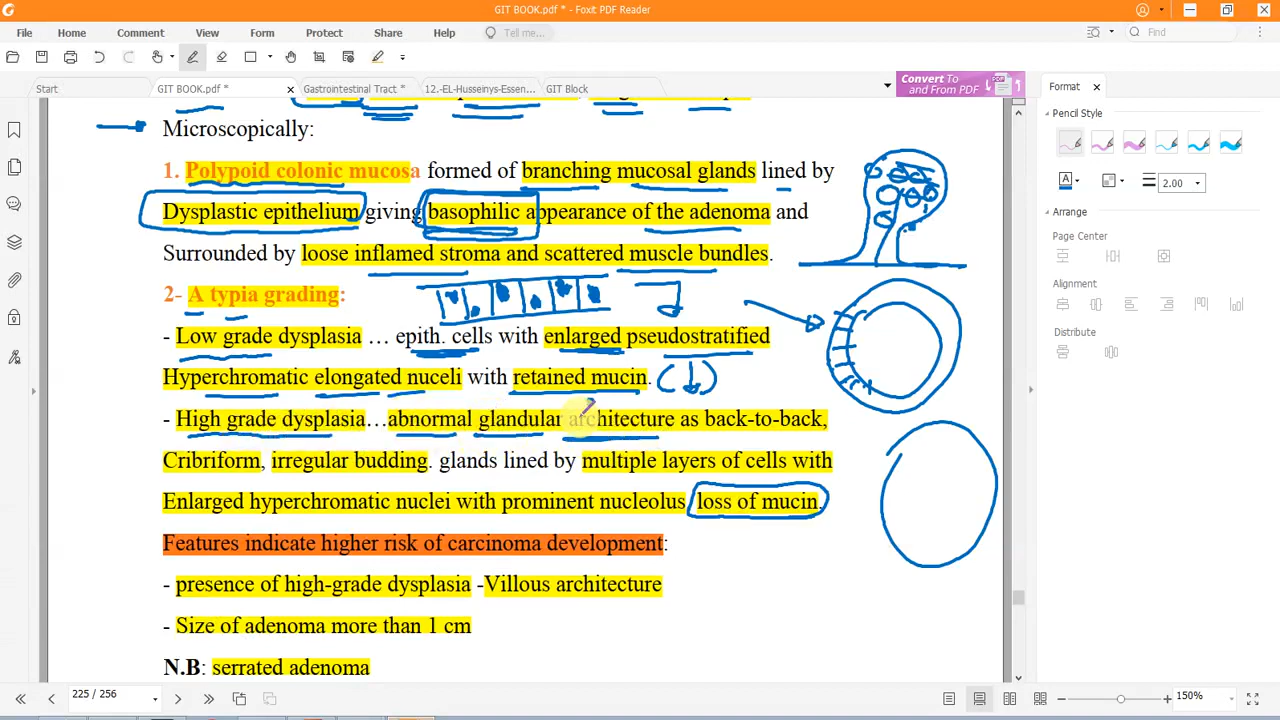 GIT BOOK.pdf * - Foxit PDF Reader
File Home Comment View Form Protect Share Help Tell me... Find
Start GIT BOOK.pdf * Gastrointestinal Tract * 12.-EL-Husseinys-Essen... GIT Block
Convert To
and From PDF
Microscopically:
1. Polypoid colonic mucosa formed of branching mucosal glands lined by
Dysplastic epithelium giving basophilic appearance of the adenoma and
Surrounded by loose inflamed stroma and scattered muscle bundles.
2- A typia grading:
- Low grade dysplasia … epith. cells with enlarged pseudostratified
Hyperchromatic elongated nuceli with retained mucin.
- High grade dysplasia…abnormal glandular architecture as back-to-back,
Cribriform, irregular budding. glands lined by multiple layers of cells with
Enlarged hyperchromatic nuclei with prominent nucleolus loss of mucin.
Features indicate higher risk of carcinoma development:
- presence of high-grade dysplasia -Villous architecture
- Size of adenoma more than 1 cm
N.B: serrated adenoma
Format
Pencil Style
2.00
Arrange
Page Center
Alignment
Distribute
225 / 256
150%